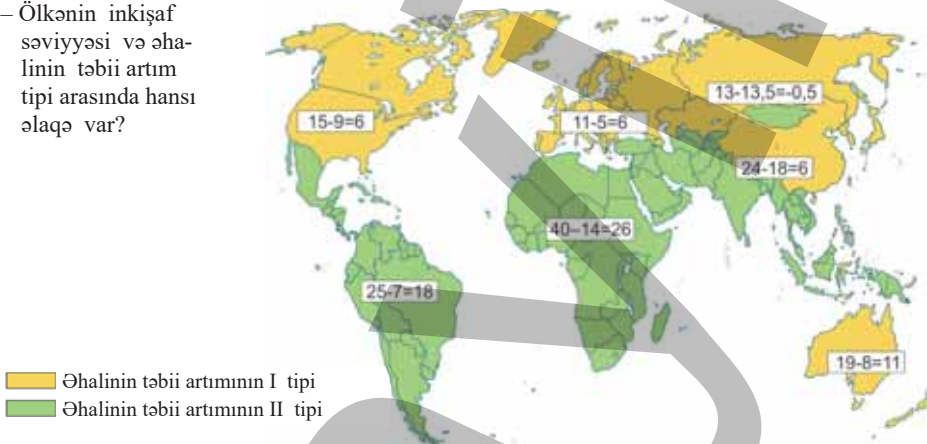 – Ölkənin inkişaf
səviyyəsi və əha-
linin təbii artım
tipi arasında hansı
əlaqə var?
13-13,5=-0,5
15-9=6
11-5=6
24-18=6
40–14=26
25-7=18
19-8=11
Əhalinin təbii artımının I tipi
Əhalinin təbii artımının II tipi